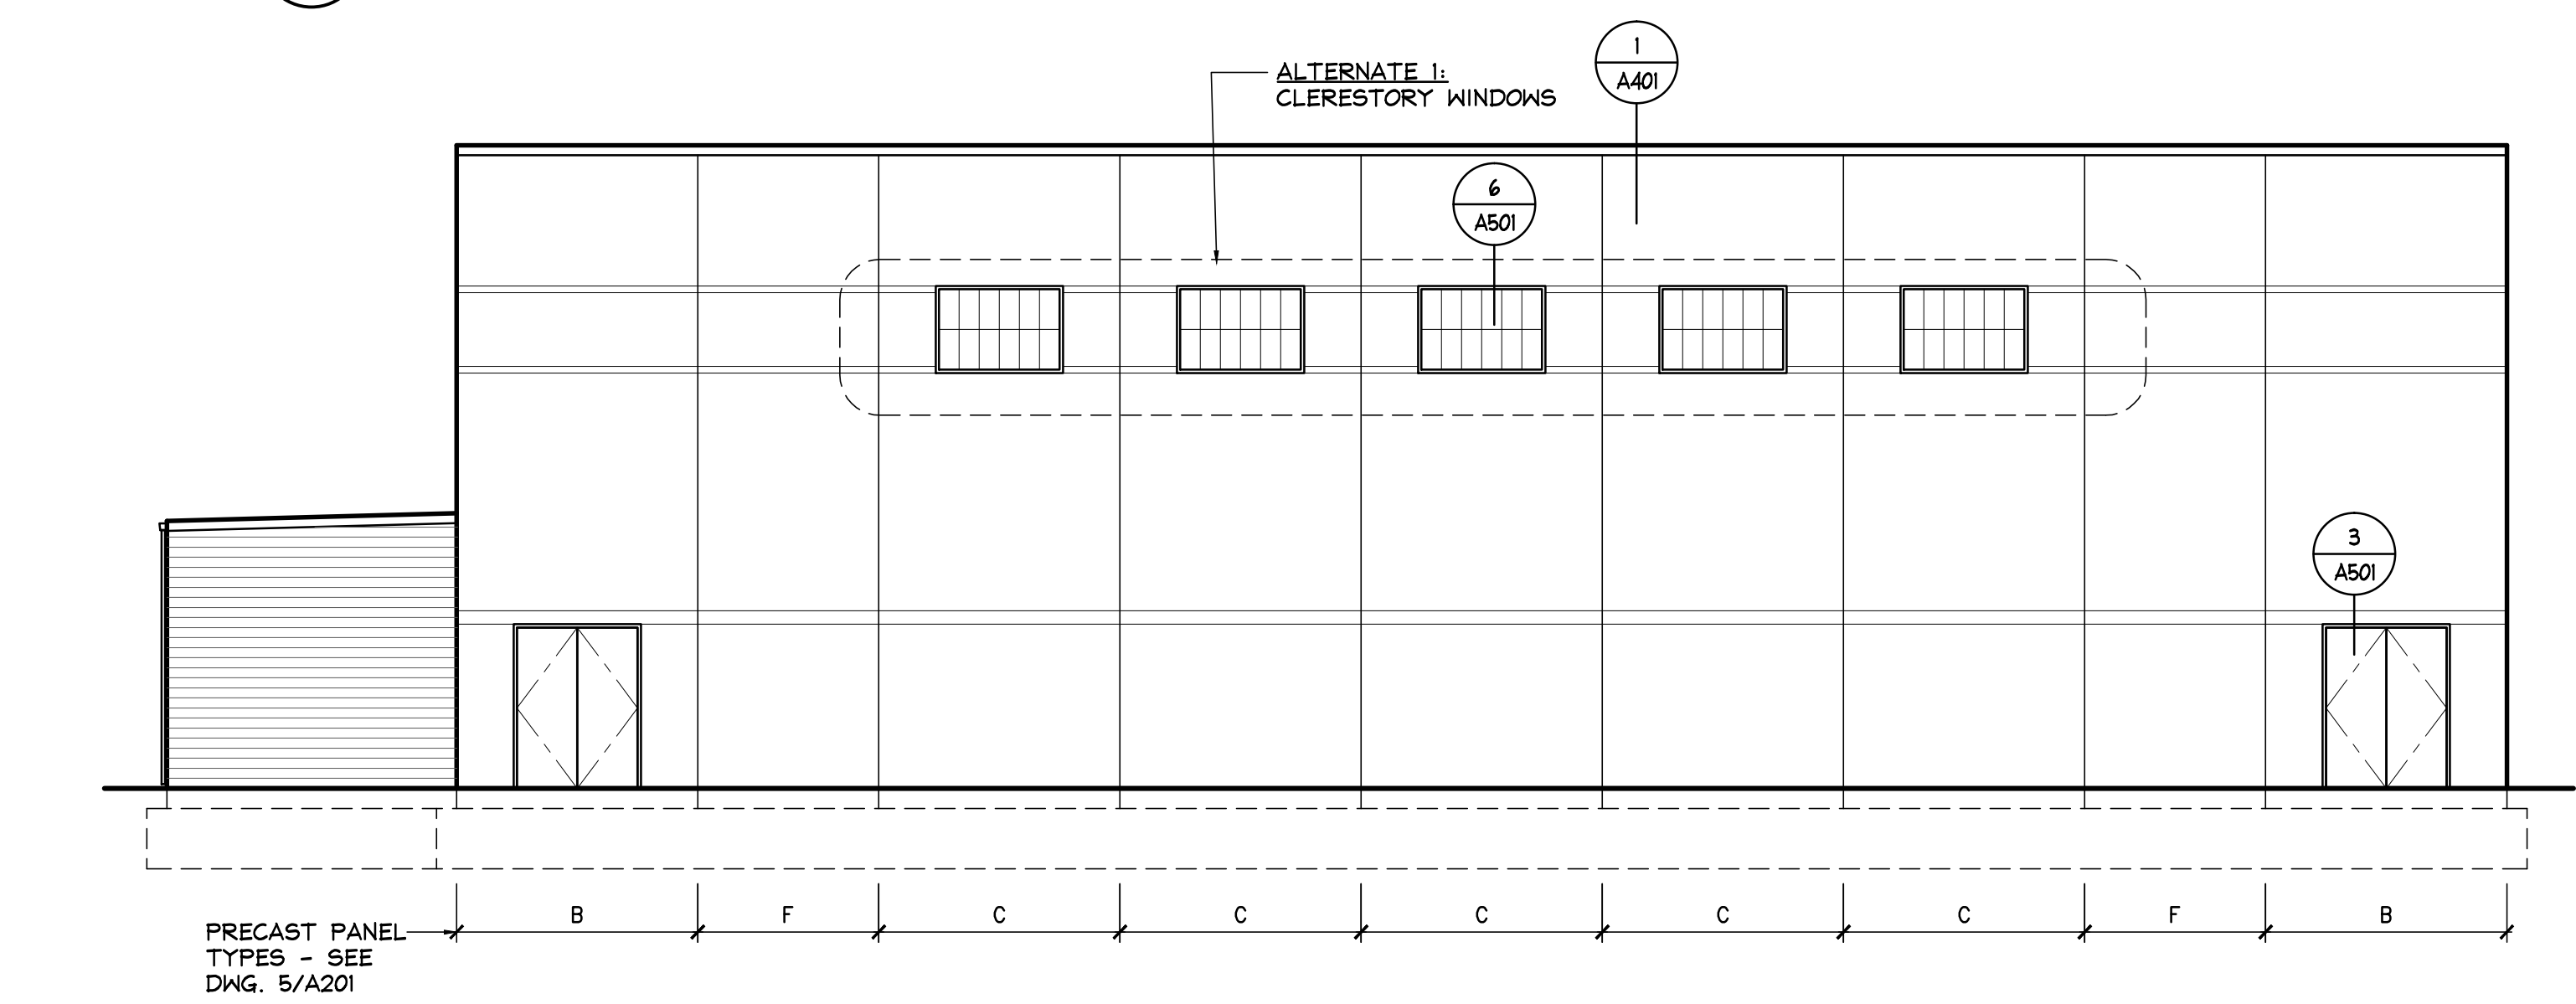 1
A401
ALTERNATE 1:
CLERESTORY WINDOWS
6
A501
3
A501
B F C C C C C F B
PRECAST PANEL
TYPES - SEE
DWG. 5/A201